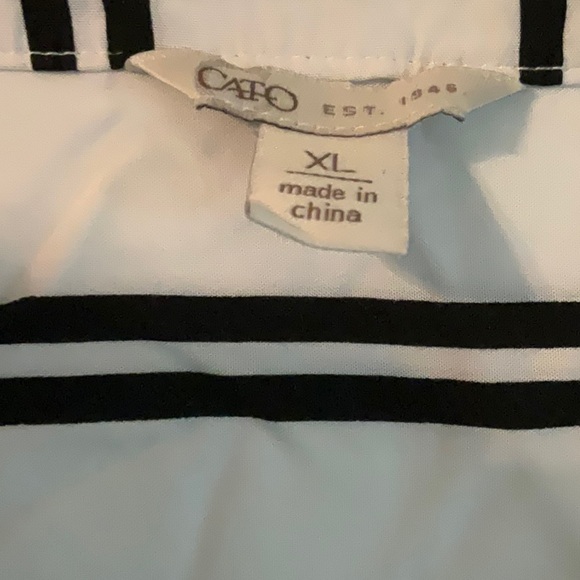 CATO EST. 1946
XL
made in
china